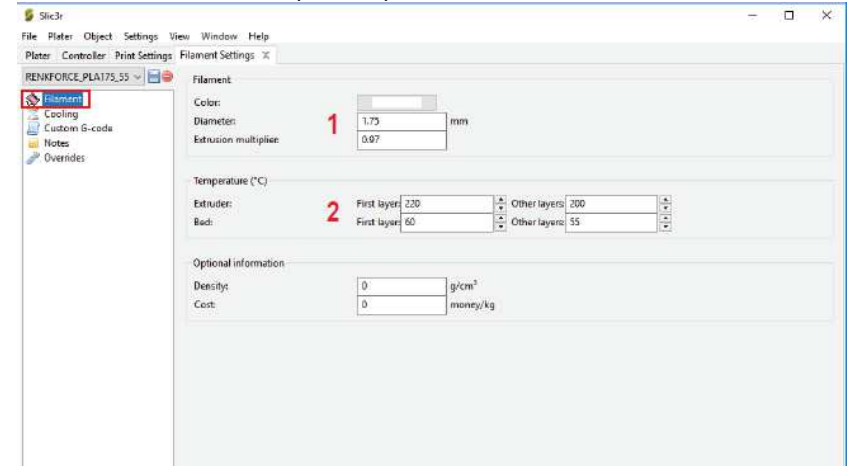 Slic3r
File Plater Object Settings View Window Help
Plater Controller Print Settings Filament Settings
RENKFORCE_PLA175_55
Filament
Cooling
Custom G-code
Notes
Overrides
Filament
Color:
Diameter: 1.75 mm
Extrusion multiplier: 0.97
1
Temperature (°C)
Extruder: First layer: 220 Other layers: 200
Bed: First layer: 60 Other layers: 55
2
Optional information
Density: 0 g/cm³
Cost: 0 money/kg